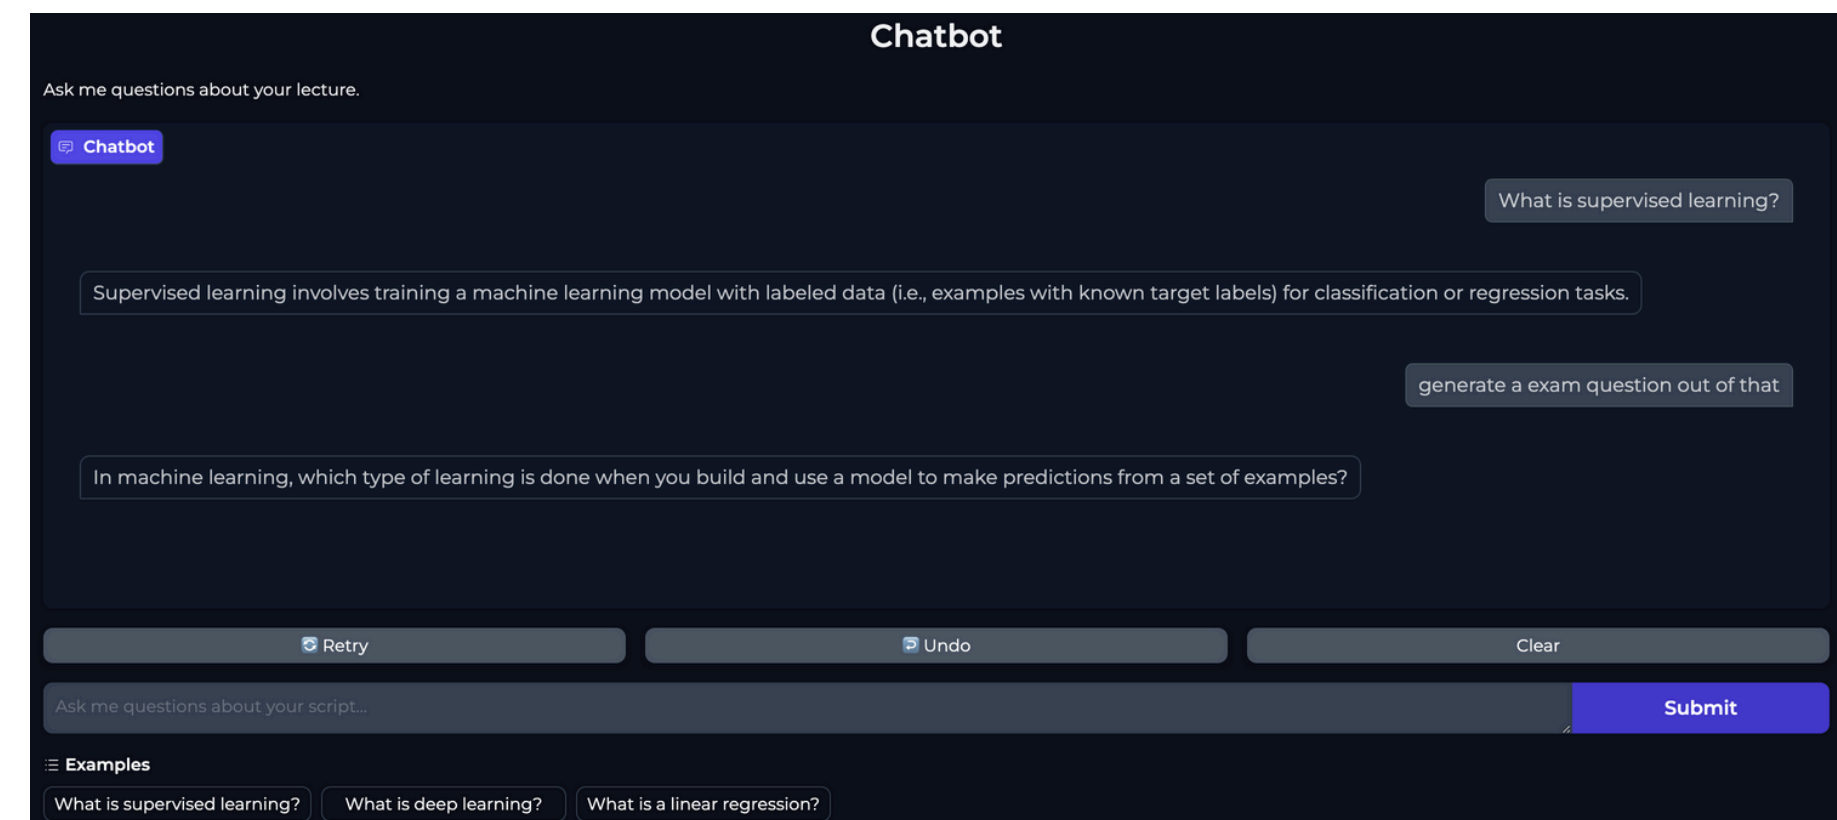 Chatbot
Ask me questions about your lecture.
Chatbot
What is supervised learning?
Supervised learning involves training a machine learning model with labeled data (i.e., examples with known target labels) for classification or regression tasks.
generate a exam question out of that
In machine learning, which type of learning is done when you build and use a model to make predictions from a set of examples?
Retry
Undo
Clear
Ask me questions about your script...
Submit
Examples
What is supervised learning?
What is deep learning?
What is a linear regression?